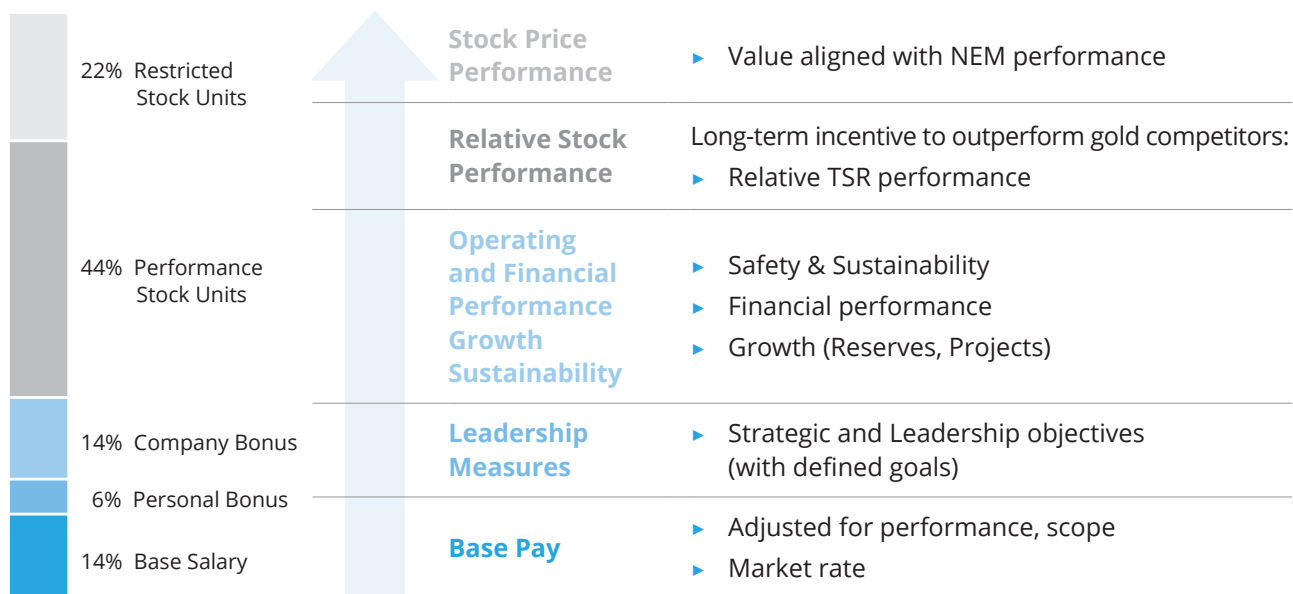 22% Restricted
Stock Units
44% Performance
Stock Units
14% Company Bonus
6% Personal Bonus
14% Base Salary
Stock Price
Performance
► Value aligned with NEM performance
Relative Stock
Performance
Long-term incentive to outperform gold competitors:
► Relative TSR performance
Operating
and Financial
Performance
Growth
Sustainability
► Safety & Sustainability
► Financial performance
► Growth (Reserves, Projects)
Leadership
Measures
► Strategic and Leadership objectives
(with defined goals)
Base Pay
► Adjusted for performance, scope
► Market rate